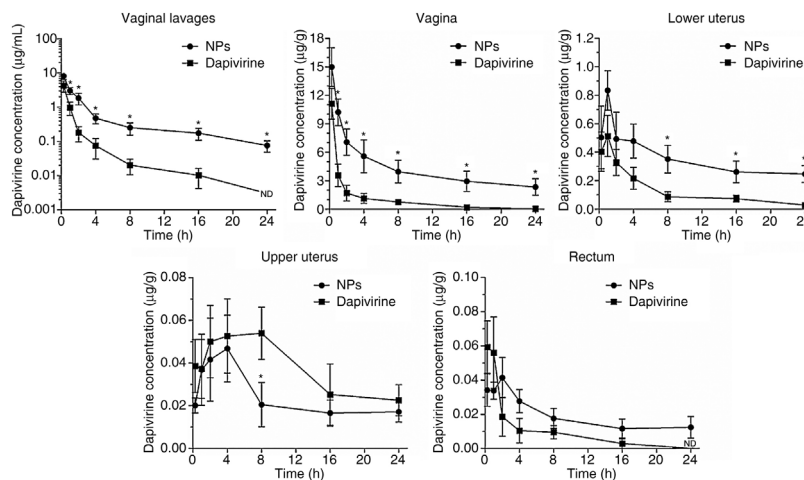 Vaginal lavages
Dapivirine concentration (µg/mL)
100
10
1
0.1
0.01
0.001
NPs
Dapivirine
*
*
*
*
*
*
ND
0 4 8 12 16 20 24
Time (h)
Vagina
Dapivirine concentration (µg/g)
18
15
12
9
6
3
0
NPs
Dapivirine
*
*
*
*
*
*
0 4 8 12 16 20 24
Time (h)
Lower uterus
Dapivirine concentration (µg/g)
1.2
1.0
0.8
0.6
0.4
0.2
0.0
NPs
Dapivirine
*
*
*
0 4 8 12 16 20 24
Time (h)
Upper uterus
Dapivirine concentration (µg/g)
0.08
0.06
0.04
0.02
0.00
NPs
Dapivirine
*
0 4 8 12 16 20 24
Time (h)
Rectum
Dapivirine concentration (µg/g)
0.10
0.08
0.06
0.04
0.02
0.00
NPs
Dapivirine
ND
0 4 8 12 16 20 24
Time (h)